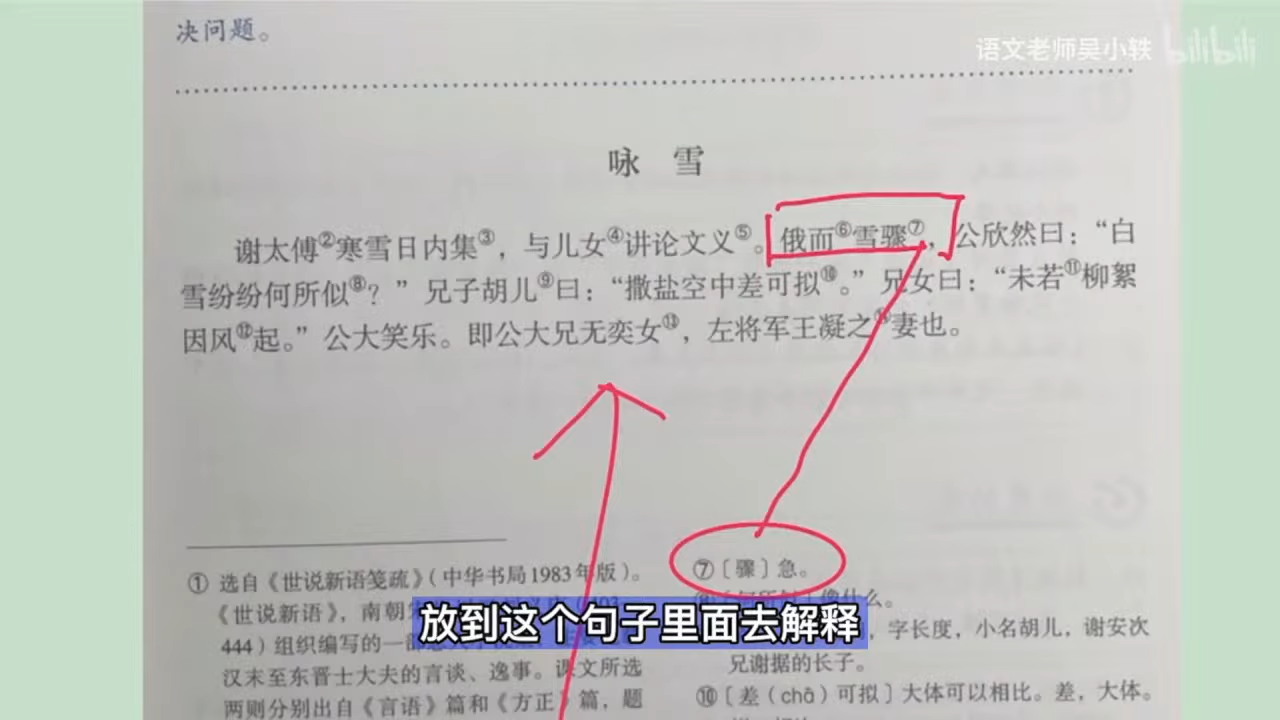 决问题。
语文老师吴小轶 bilibili
咏 雪
谢太傅②寒雪日内集③，与儿女④讲论文义⑤。俄而⑥雪骤⑦，公欣然曰：“白
雪纷纷何所似⑧？”兄子胡儿⑨曰：“撒盐空中差可拟⑩。”兄女曰：“未若⑪柳絮
因风⑫起。”公大笑乐。即公大兄无奕女⑬，左将军王凝之⑭妻也。
① 选自《世说新语笺疏》（中华书局1983年版）。
《世说新语》，南朝
444）组织编写的一部
汉末至东晋士大夫的言谈、逸事。课文所选
两则分别出自《言语》篇和《方正》篇，题
⑦〔骤〕急。
什么。
，字长度，小名胡儿，谢安次
兄谢据的长子。
⑩〔差（chā）可拟〕大体可以相比。差，大体。
放到这个句子里面去解释